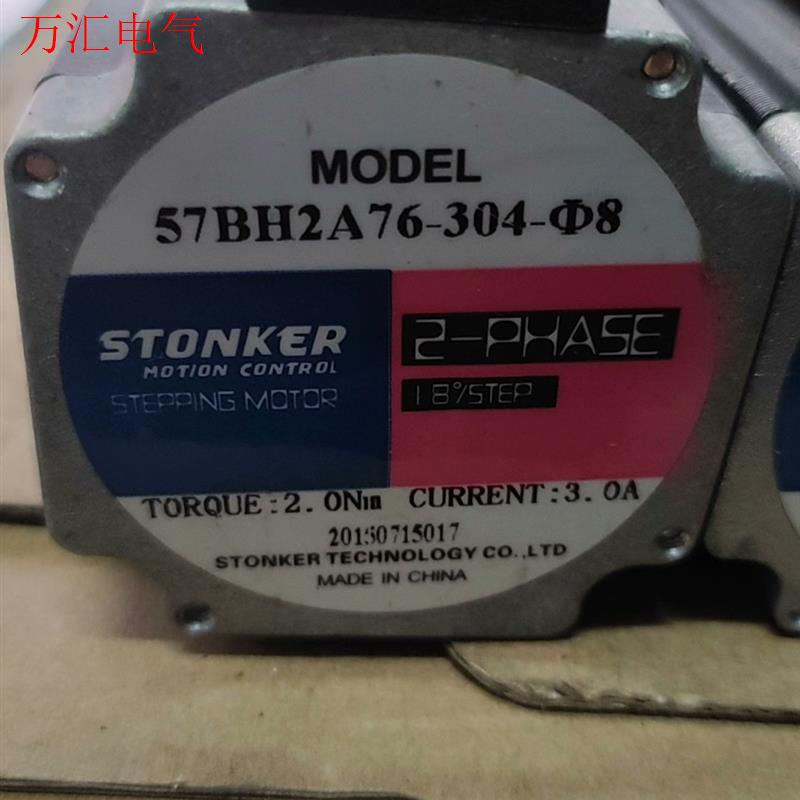 万汇电气
MODEL
57BH2A76-304-Φ8
STONKER
MOTION CONTROL
STEPPING MOTOR
2-PHASE
1.8°/STEP
TORQUE:2.0Nm CURRENT:3.0A
20150715017
STONKER TECHNOLOGY CO.,LTD
MADE IN CHINA